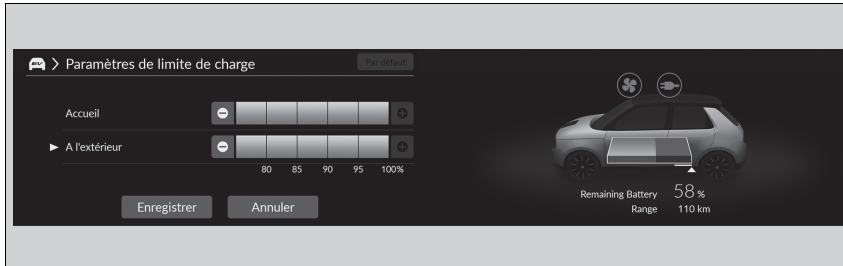 EV
Paramètres de limite de charge
Par défaut
Accueil
A l'extérieur
80 85 90 95 100%
Enregistrer Annuler
Remaining Battery 58 %
Range 110 km